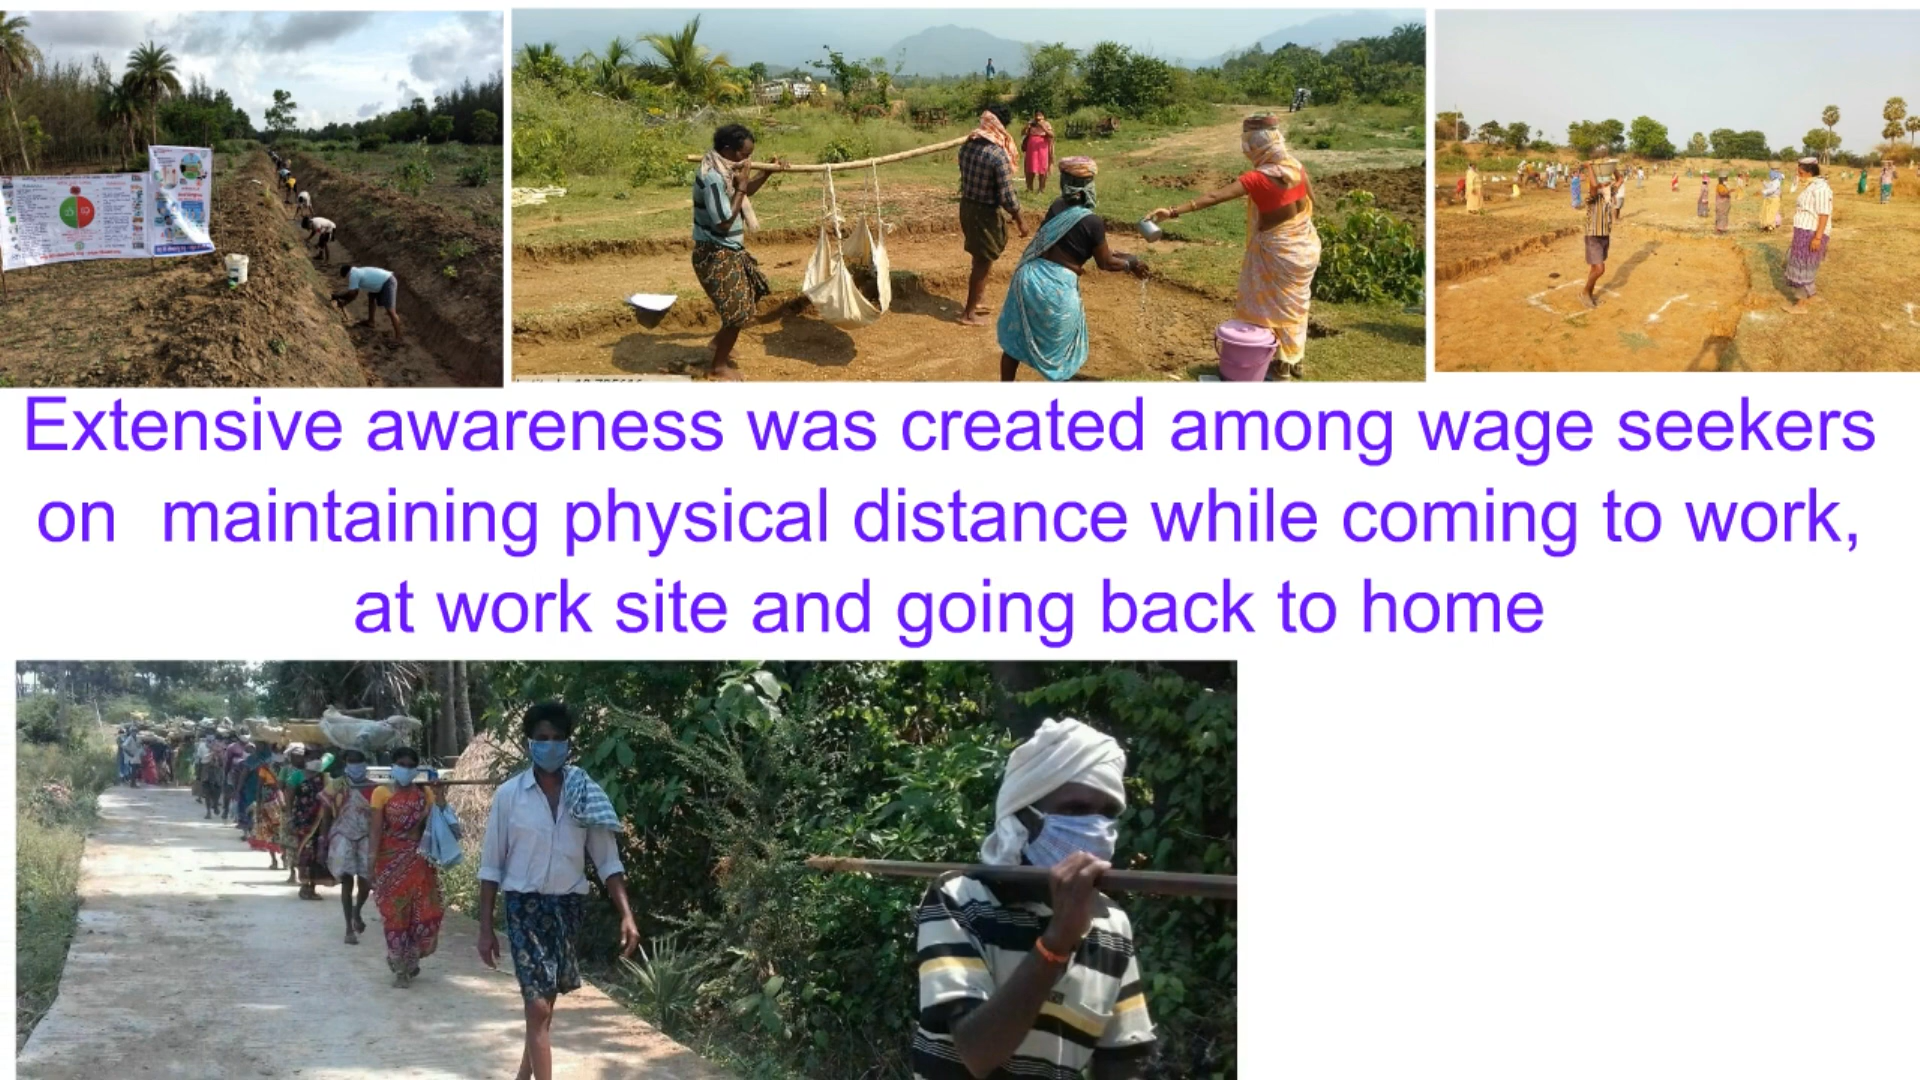 Extensive awareness was created among wage seekers
on  maintaining physical distance while coming to work,
at work site and going back to home